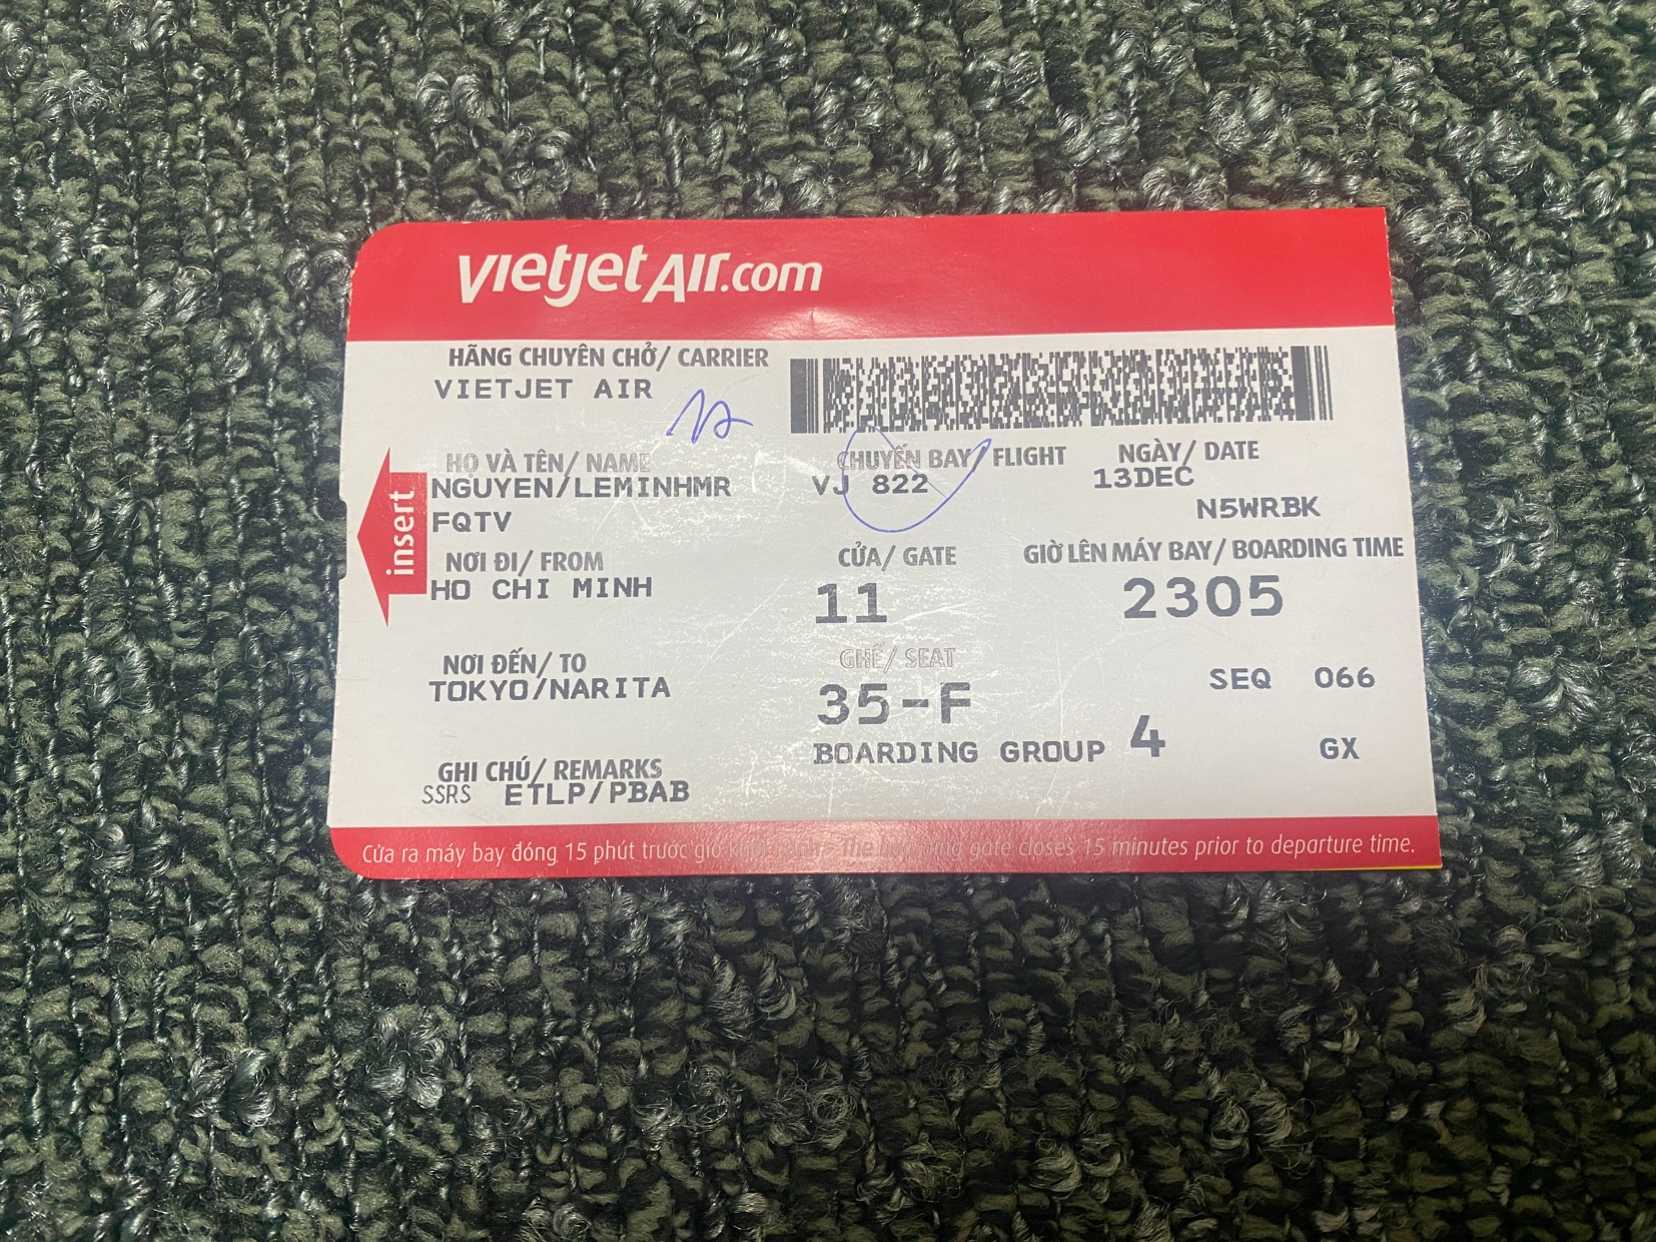 vietjetAir.com
HÃNG CHUYÊN CHỞ/ CARRIER
VIETJET AIR
HỌ VÀ TÊN/ NAME
NGUYEN/LEMINHMR
FQTV
CHUYẾN BAY/ FLIGHT
VJ 822
NGÀY/ DATE
13DEC
N5WRBK
insert
NƠI ĐI/ FROM
HO CHI MINH
CỬA/ GATE
11
GIỜ LÊN MÁY BAY/ BOARDING TIME
2305
NƠI ĐẾN/ TO
TOKYO/NARITA
GHẾ/ SEAT
35-F
SEQ 066
BOARDING GROUP 4
GX
GHI CHÚ/ REMARKS
SSRS ETLP/PBAB
Cửa ra máy bay đóng 15 phút trước giờ - The gate closes 15 minutes prior to departure time.